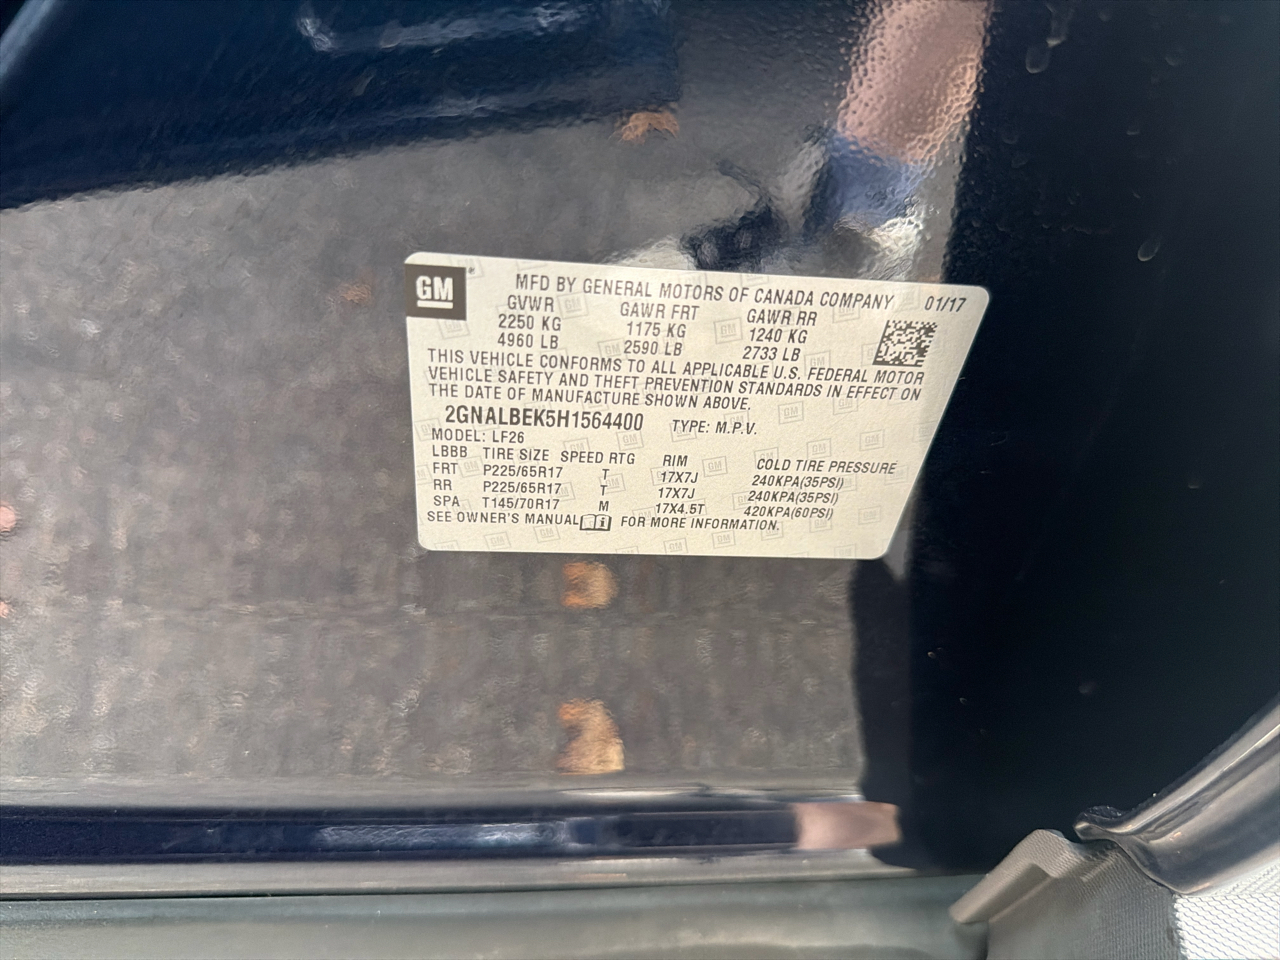 GM MFD BY GENERAL MOTORS OF CANADA COMPANY 01/17
GVWR GAWR FRT GAWR RR
2250 KG 1175 KG 1240 KG
4960 LB 2590 LB 2733 LB
THIS VEHICLE CONFORMS TO ALL APPLICABLE U.S. FEDERAL MOTOR
VEHICLE SAFETY AND THEFT PREVENTION STANDARDS IN EFFECT ON
THE DATE OF MANUFACTURE SHOWN ABOVE.
2GNALBEK5H1564400 TYPE: M.P.V.
MODEL: LF26
LBBB TIRE SIZE SPEED RTG RIM COLD TIRE PRESSURE
FRT P225/65R17 T 17X7J 240KPA(35PSI)
RR P225/65R17 T 17X7J 240KPA(35PSI)
SPA T145/70R17 M 17X4.5T 420KPA(60PSI)
SEE OWNER'S MANUAL FOR MORE INFORMATION.